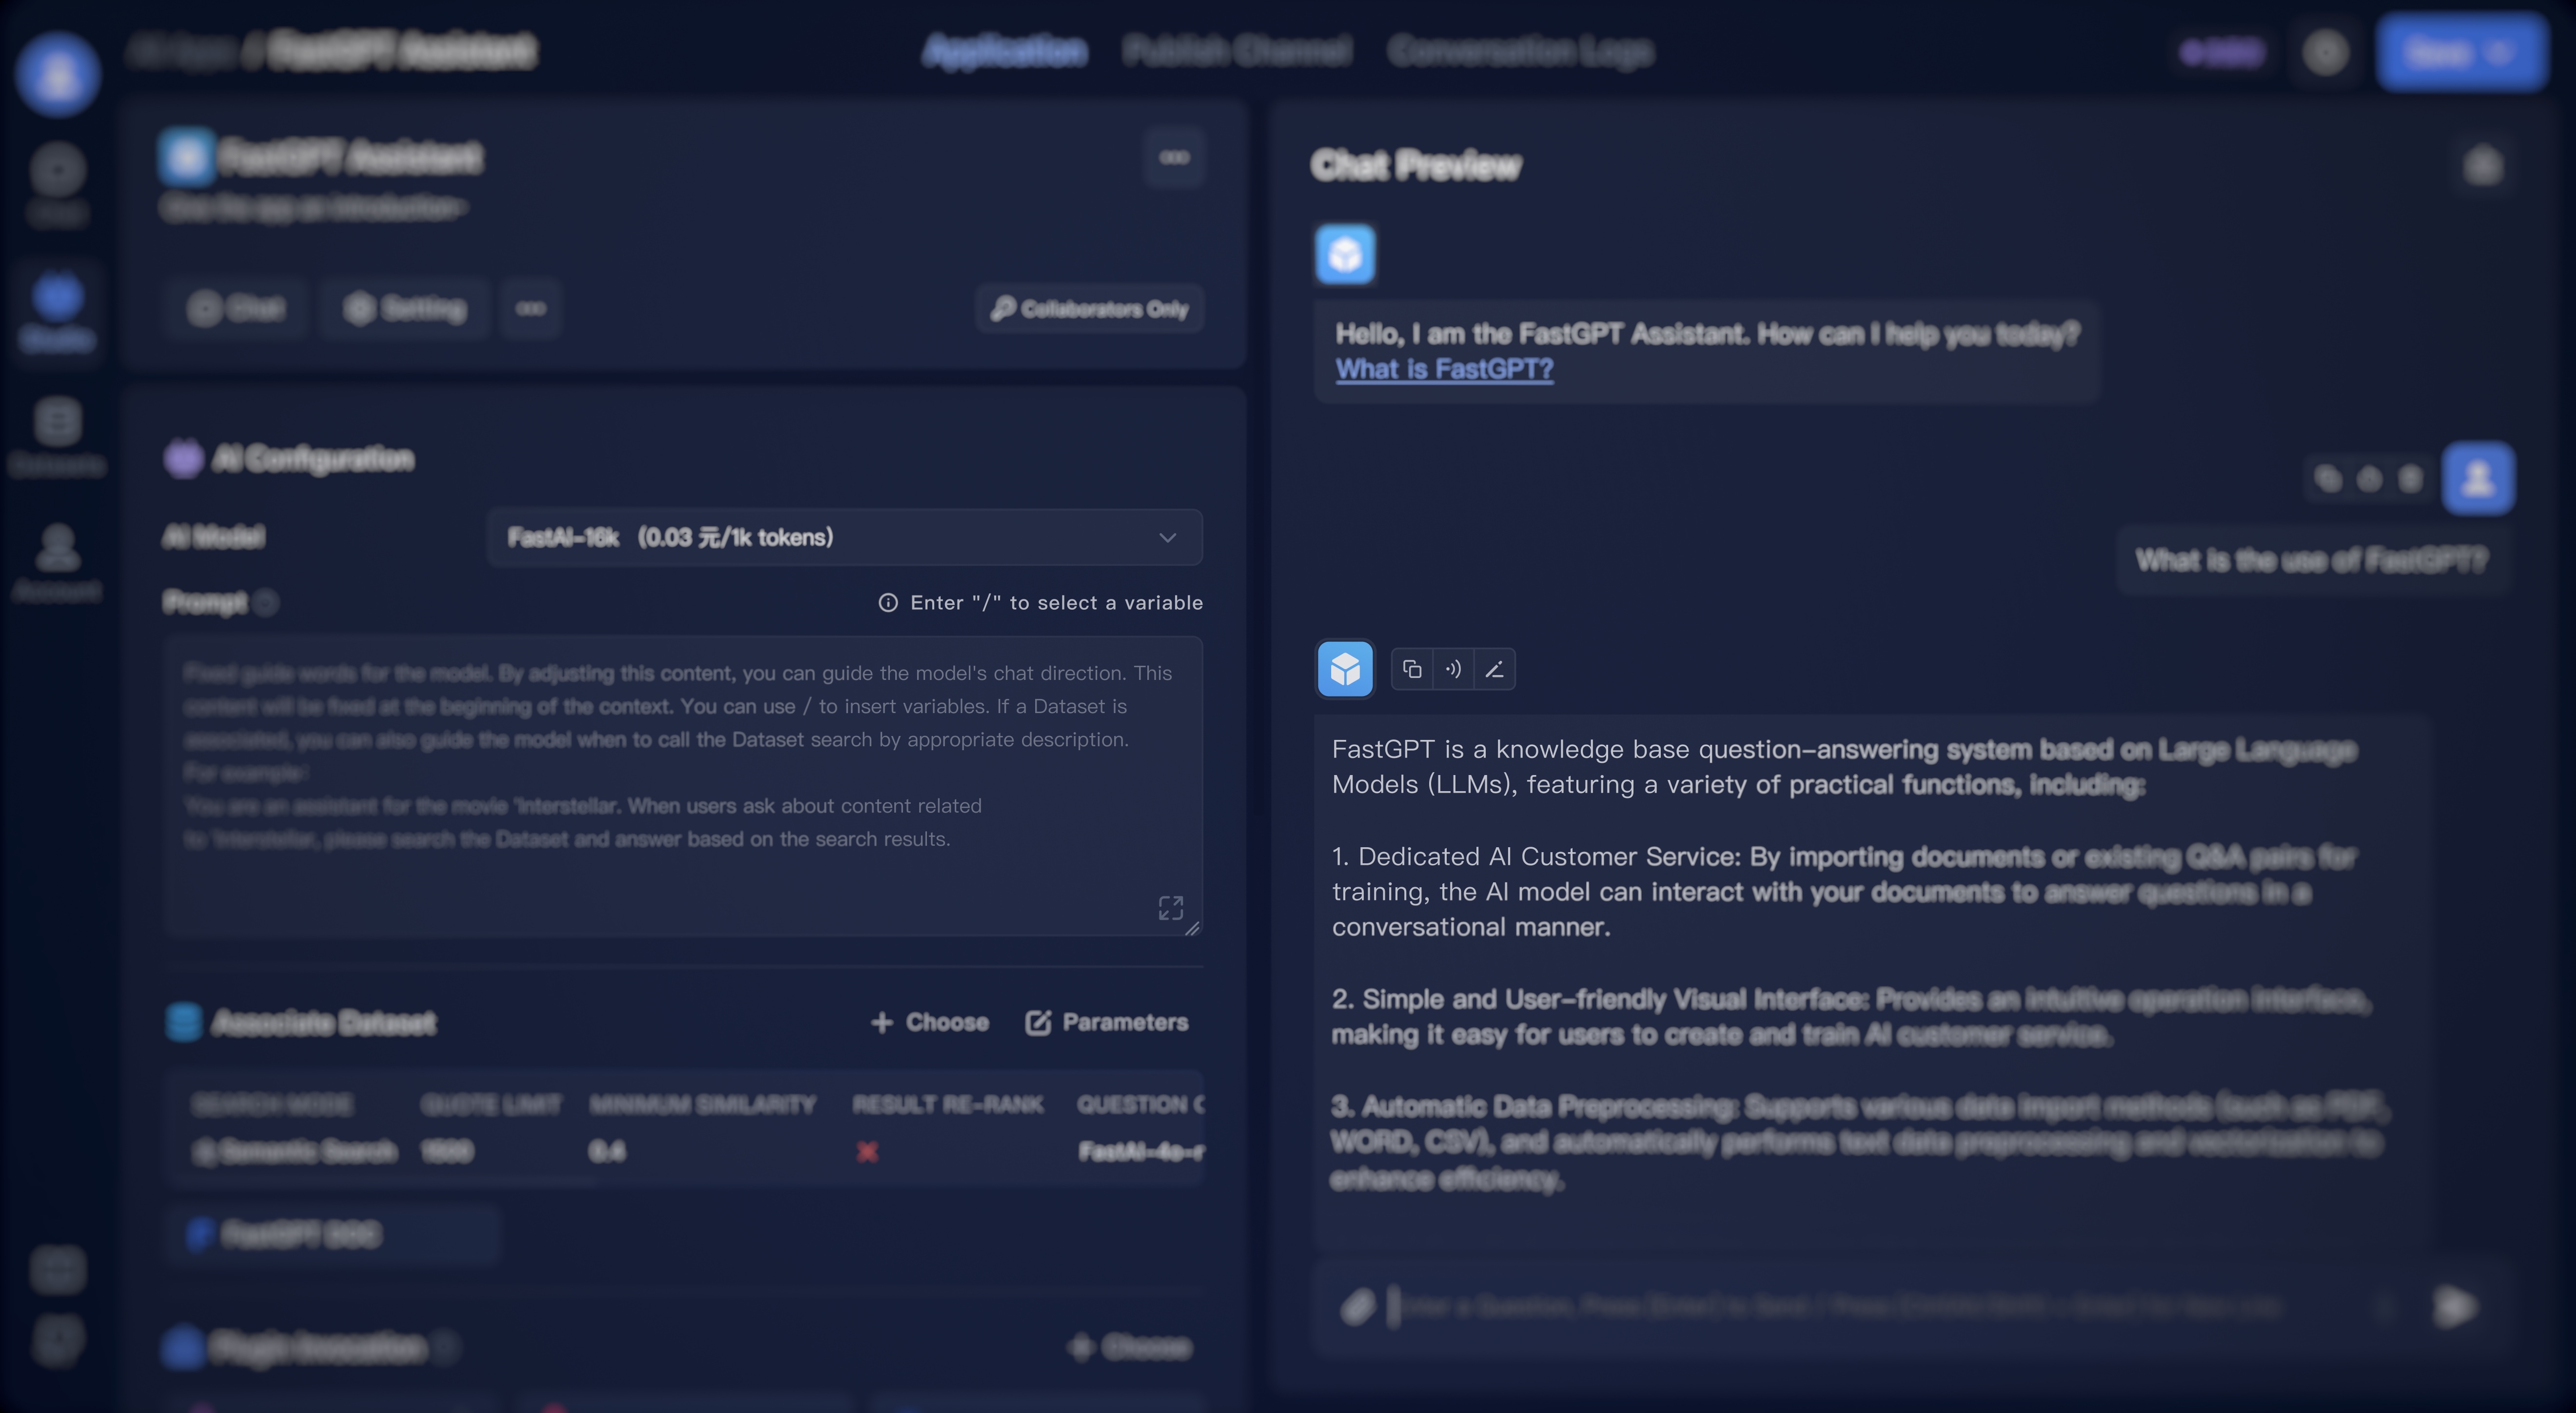 FastGPT Assistant
Application
Publish Channel
Conversation Logs
Save
FastGPT Assistant
Give the app an introduction~
Chat
Setting
Collaborators Only
AI Configuration
AI Model
FastAI-16k (0.03 元/1k tokens)
Prompt
Enter "/" to select a variable
Fixed guide words for the model. By adjusting this content, you can guide the model's chat direction. This
content will be fixed at the beginning of the context. You can use / to insert variables. If a Dataset is
associated, you can also guide the model when to call the Dataset search by appropriate description.
For example:
You are an assistant for the movie 'Interstellar. When users ask about content related
to 'Interstellar, please search the Dataset and answer based on the search results.
Associate Dataset
Choose
Parameters
SEARCH MODE
QUOTE LIMIT
MINIMUM SIMILARITY
RESULT RE-RANK
QUESTION
Semantic Search
1500
FastAI-4o-
FastGPT DOC
Plugin Invocation
Choose
Studio
Datasets
Account
Chat Preview
Hello, I am the FastGPT Assistant. How can I help you today?
What is FastGPT?
What is the use of FastGPT?
FastGPT is a knowledge base question-answering system based on Large Language
Models (LLMs), featuring a variety of practical functions, including:
1. Dedicated AI Customer Service: By importing documents or existing Q&A pairs for
training, the AI model can interact with your documents to answer questions in a
conversational manner.
2. Simple and User-friendly Visual Interface: Provides an intuitive operation interface,
making it easy for users to create and train AI customer service.
3. Automatic Data Preprocessing: Supports various data import methods (such as PDF,
WORD, CSV), and automatically performs text data preprocessing and vectorization to
enhance efficiency.